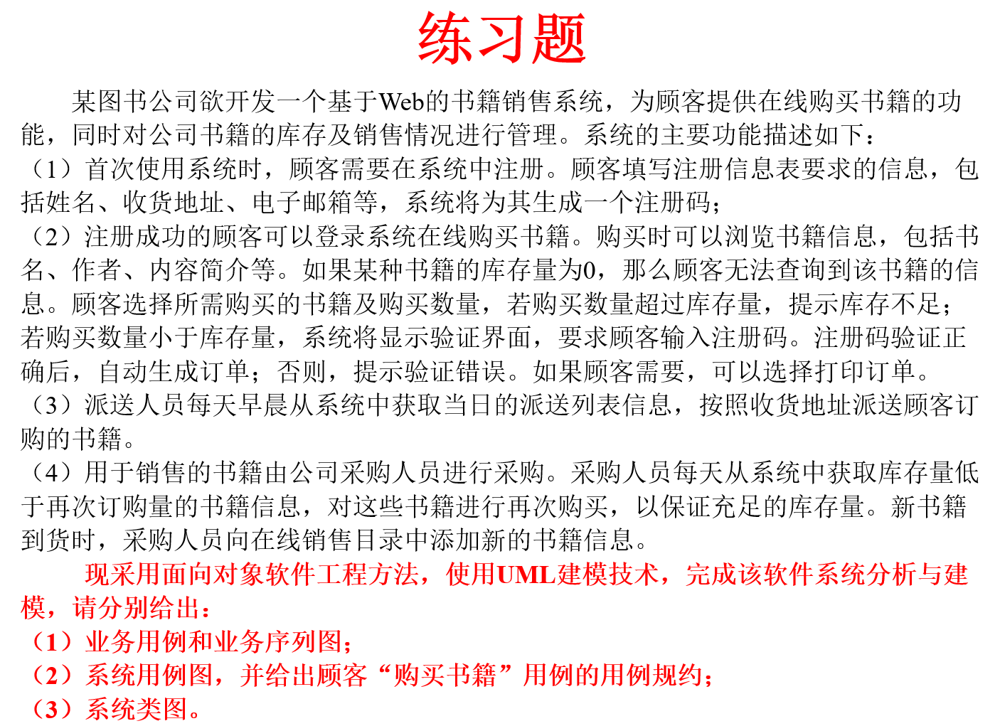 练习题
某图书公司欲开发一个基于Web的书籍销售系统，为顾客提供在线购买书籍的功
能，同时对公司书籍的库存及销售情况进行管理。系统的主要功能描述如下：
（1）首次使用系统时，顾客需要在系统中注册。顾客填写注册信息表要求的信息，包
括姓名、收货地址、电子邮箱等，系统将为其生成一个注册码；
（2）注册成功的顾客可以登录系统在线购买书籍。购买时可以浏览书籍信息，包括书
名、作者、内容简介等。如果某种书籍的库存量为0，那么顾客无法查询到该书籍的信
息。顾客选择所需购买的书籍及购买数量，若购买数量超过库存量，提示库存不足；
若购买数量小于库存量，系统将显示验证界面，要求顾客输入注册码。注册码验证正
确后，自动生成订单；否则，提示验证错误。如果顾客需要，可以选择打印订单。
（3）派送人员每天早晨从系统中获取当日的派送列表信息，按照收货地址派送顾客订
购的书籍。
（4）用于销售的书籍由公司采购人员进行采购。采购人员每天从系统中获取库存量低
于再次订购量的书籍信息，对这些书籍进行再次购买，以保证充足的库存量。新书籍
到货时，采购人员向在线销售目录中添加新的书籍信息。
现采用面向对象软件工程方法，使用UML建模技术，完成该软件系统分析与建
模，请分别给出：
（1）业务用例和业务序列图；
（2）系统用例图，并给出顾客“购买书籍”用例的用例规约；
（3）系统类图。